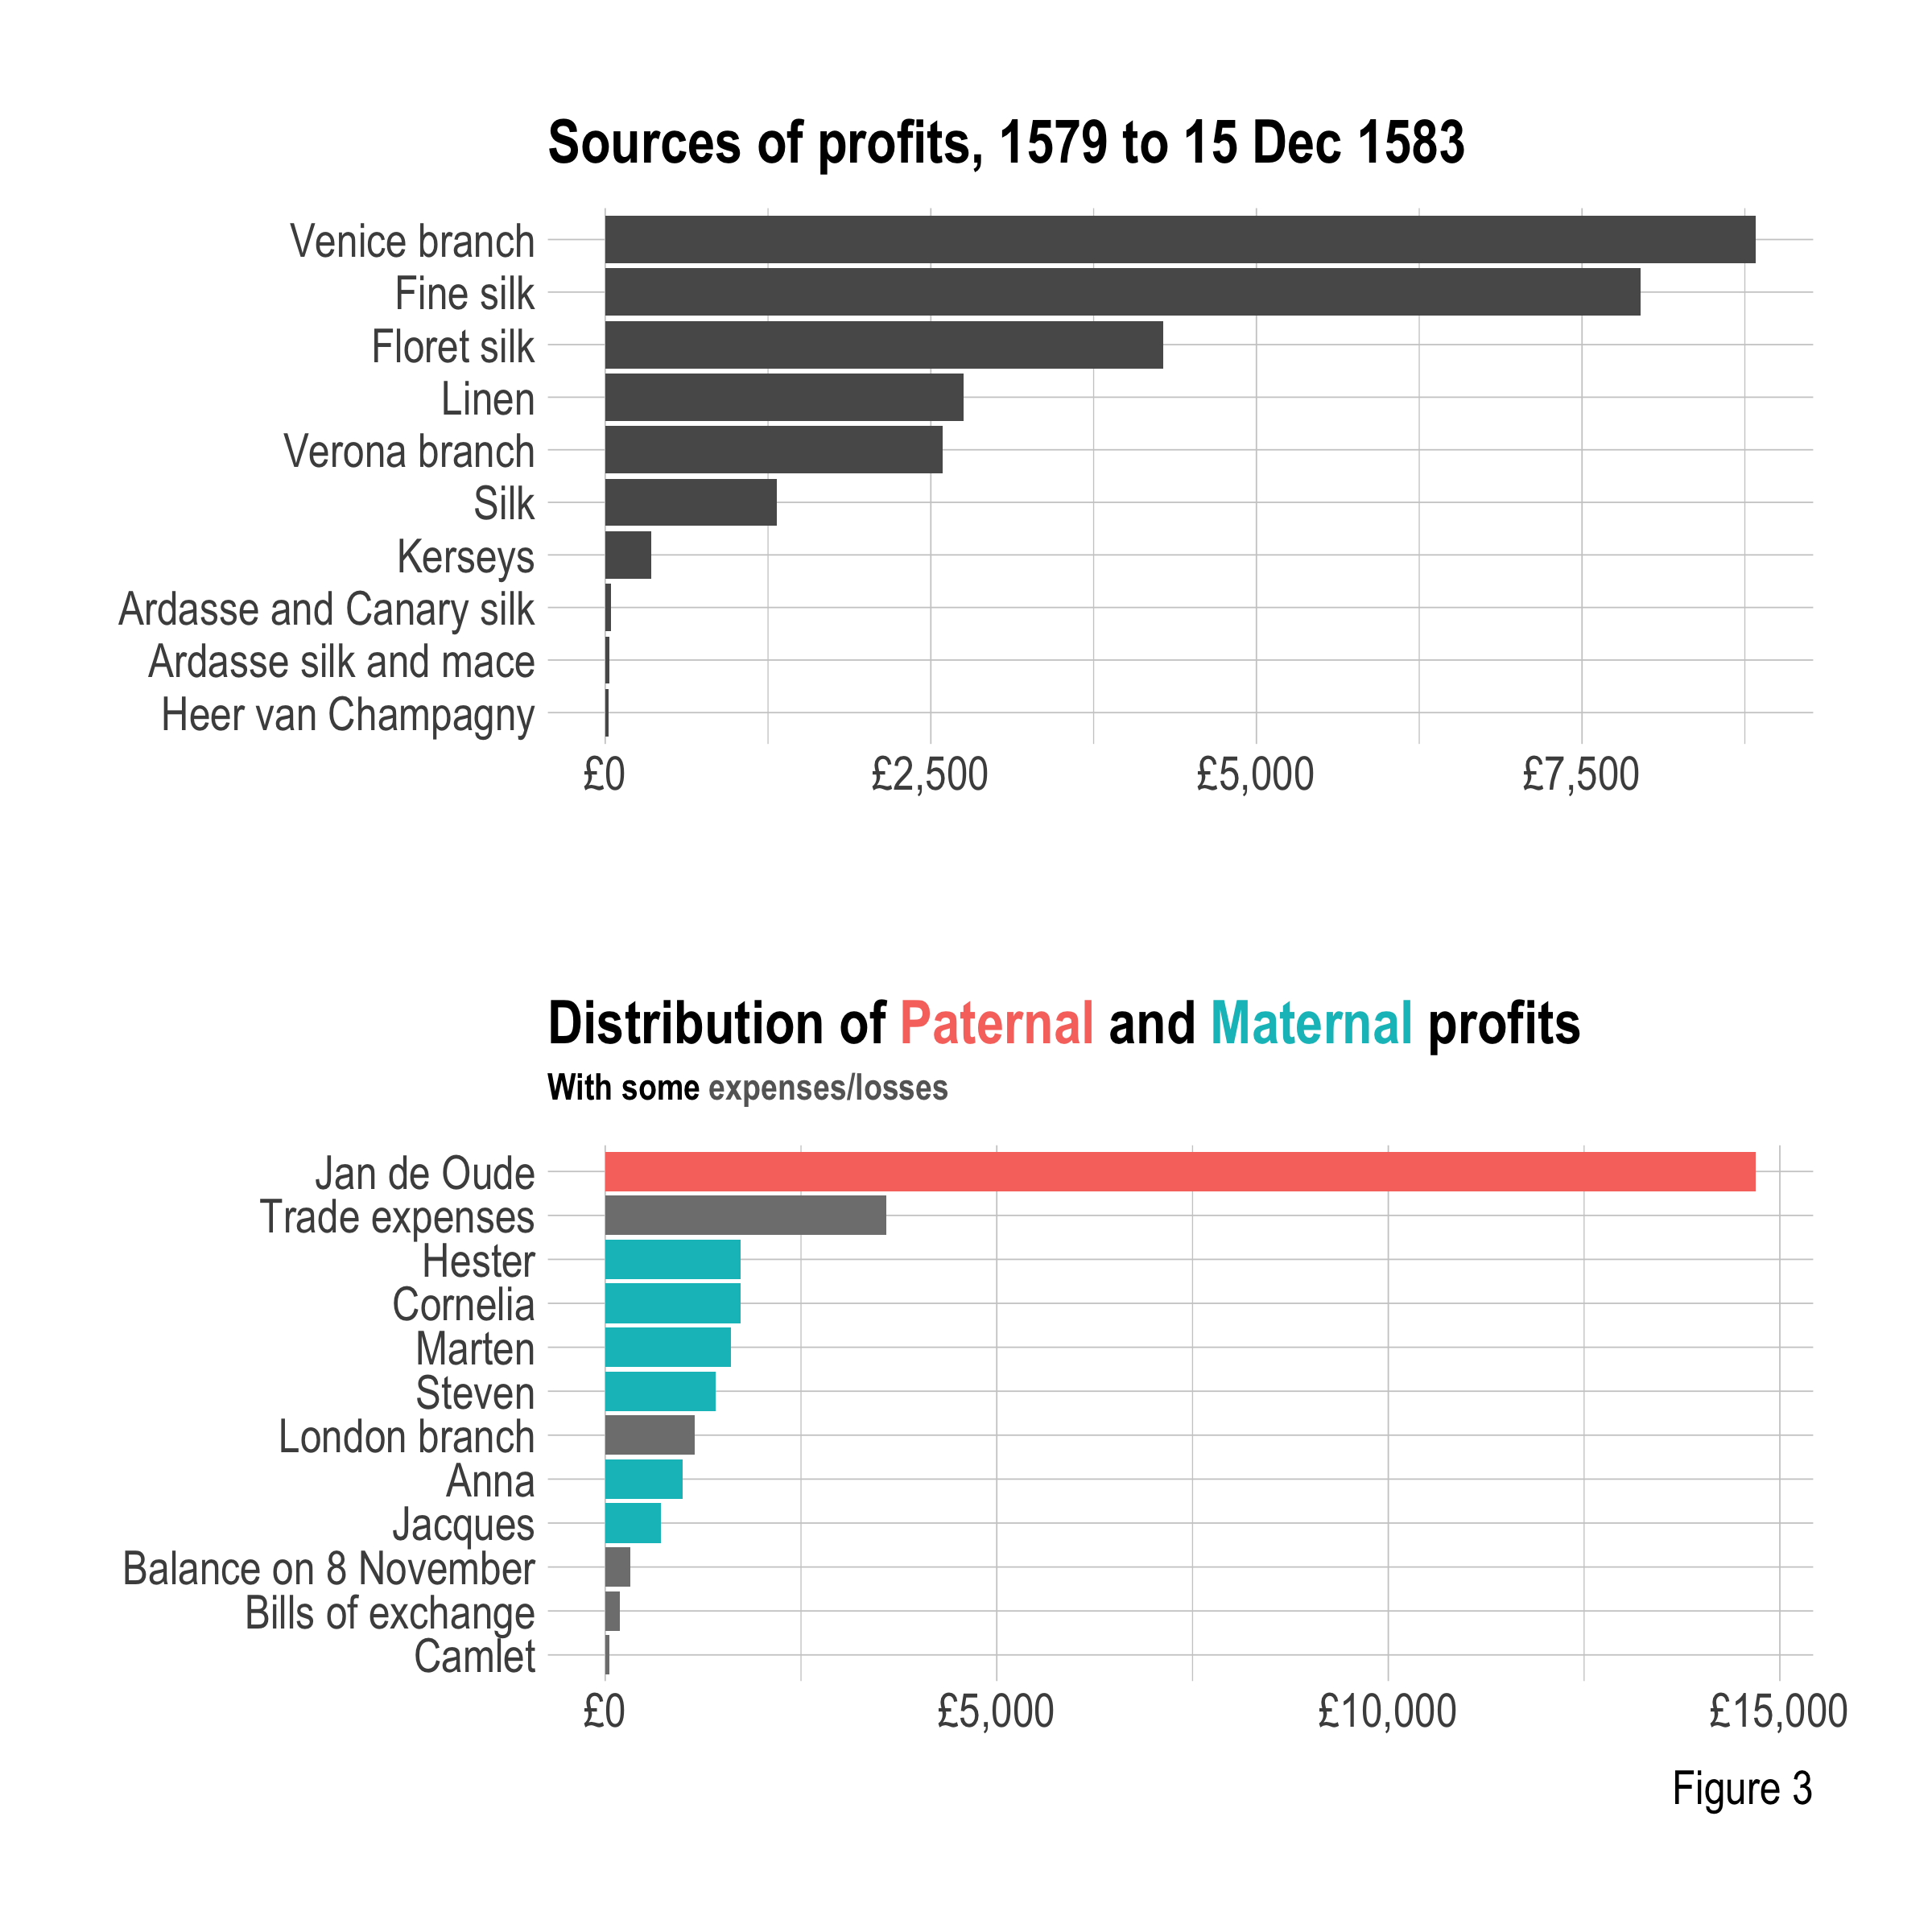 Sources of profits, 1579 to 15 Dec 1583
Venice branch
Fine silk
Floret silk
Linen
Verona branch
Silk
Kerseys
Ardasse and Canary silk
Ardasse silk and mace
Heer van Champagny
£0 £2,500 £5,000 £7,500
Distribution of Paternal and Maternal profits
With some expenses/losses
Jan de Oude
Trade expenses
Hester
Cornelia
Marten
Steven
London branch
Anna
Jacques
Balance on 8 November
Bills of exchange
Camlet
£0 £5,000 £10,000 £15,000
Figure 3